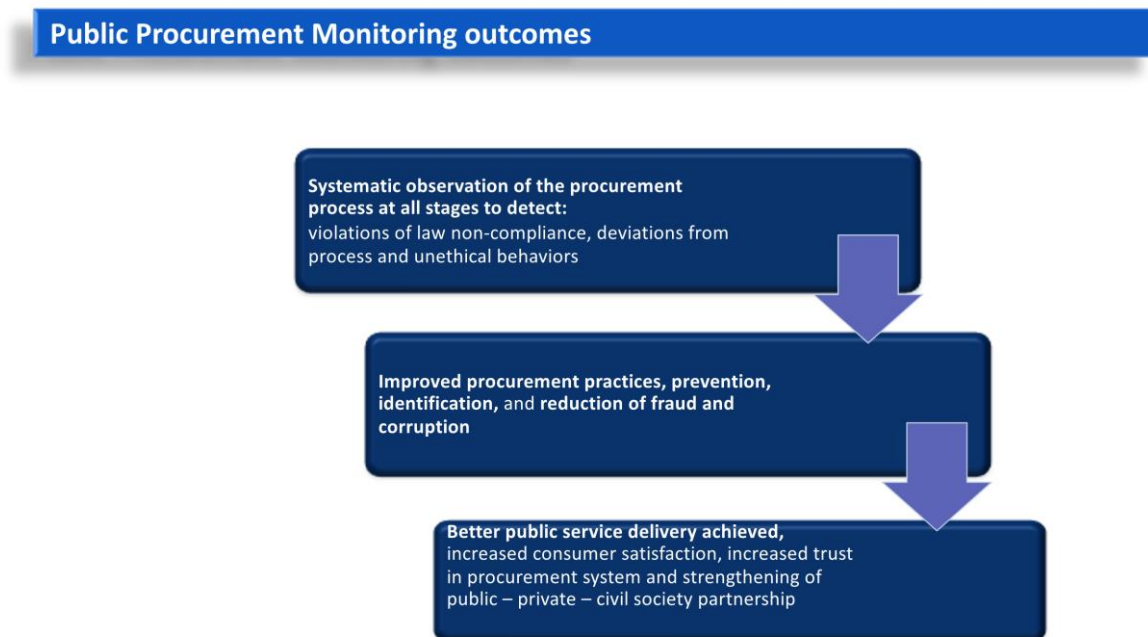 Public Procurement Monitoring outcomes
Systematic observation of the procurement
process at all stages to detect:
violations of law non-compliance, deviations from
process and unethical behaviors
Improved procurement practices, prevention,
identification, and reduction of fraud and
corruption
Better public service delivery achieved,
increased consumer satisfaction, increased trust
in procurement system and strengthening of
public – private – civil society partnership